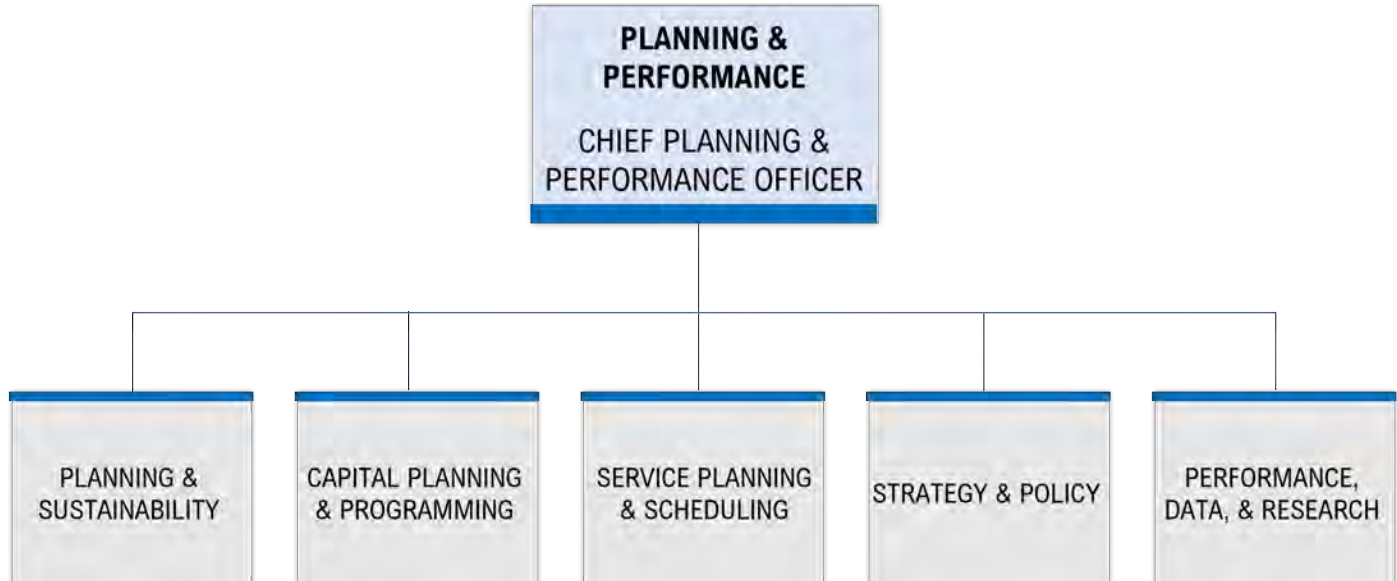 PLANNING &
PERFORMANCE
CHIEF PLANNING &
PERFORMANCE OFFICER
PLANNING &
SUSTAINABILITY
CAPITAL PLANNING
& PROGRAMMING
SERVICE PLANNING
& SCHEDULING
STRATEGY & POLICY
PERFORMANCE,
DATA, & RESEARCH